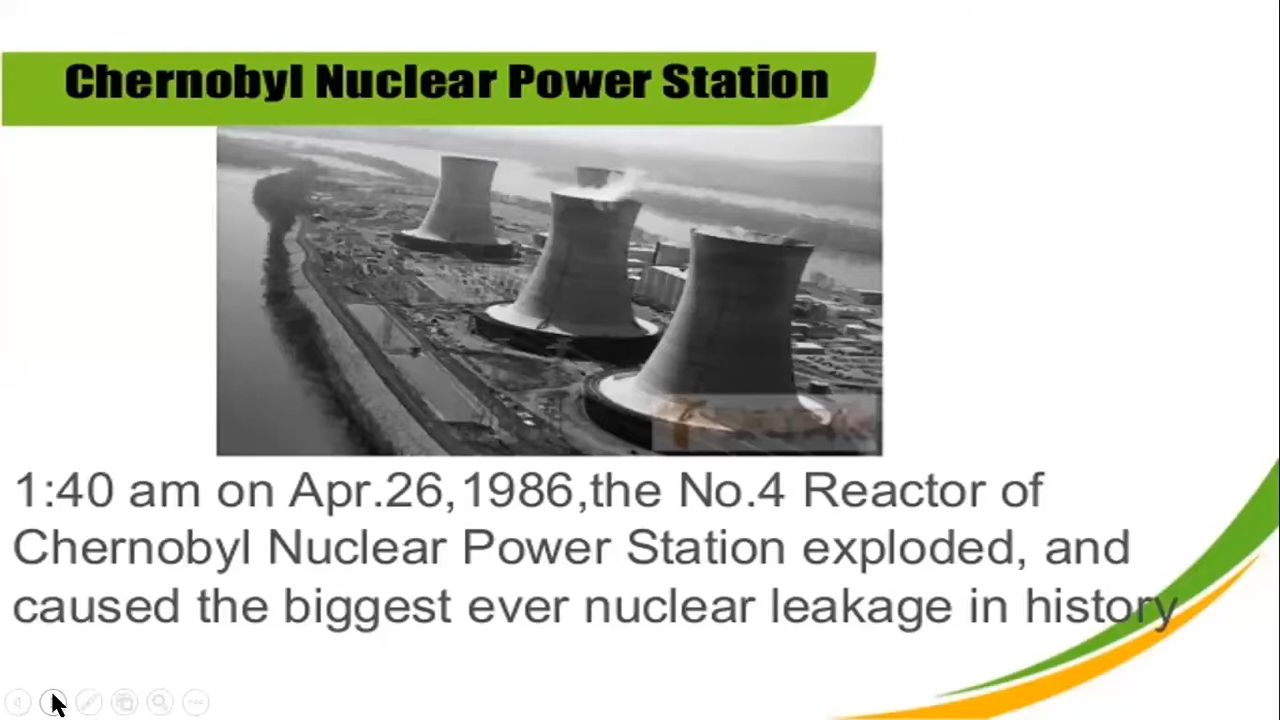 Chernobyl Nuclear Power Station
1:40 am on Apr.26,1986,the No.4 Reactor of
Chernobyl Nuclear Power Station exploded, and
caused the biggest ever nuclear leakage in history